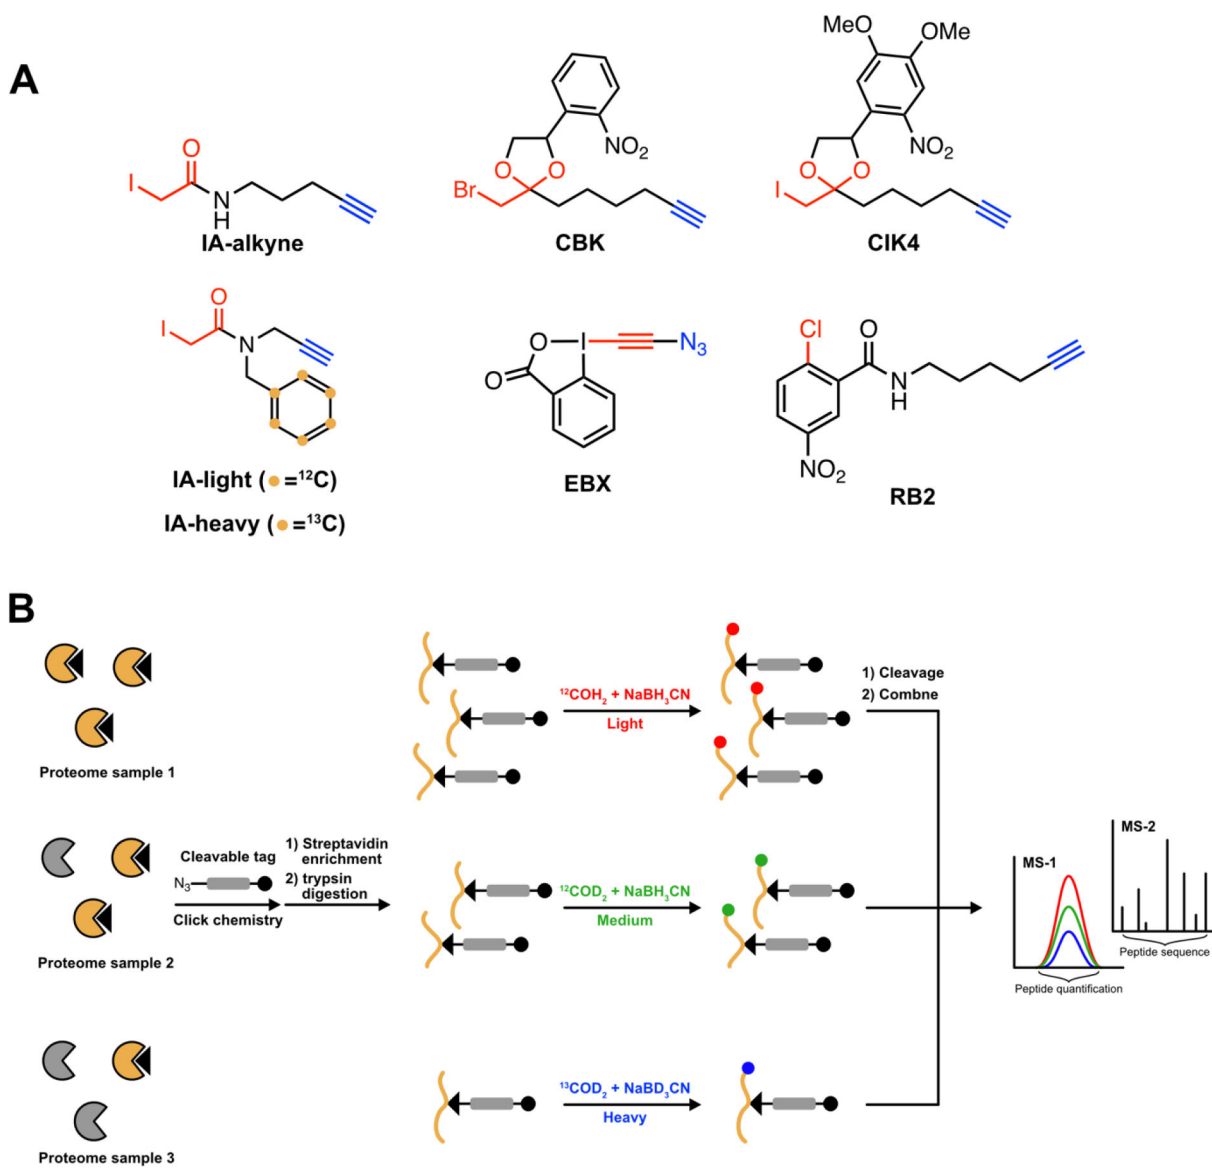 A
MeO
OMe
NO2
NO2
O
I
N
H
IA-alkyne
O
O
Br
CBK
O
O
I
CIK4
O
I
N
IA-light ( =12C)
IA-heavy ( =13C)
O
I
N3
O
EBX
Cl
O
N
H
NO2
RB2
B
Proteome sample 1
12COH2 + NaBH3CN
Light
1) Cleavage
2) Combne
Cleavable tag
N3
Click chemistry
1) Streptavidin
enrichment
2) trypsin
digestion
Proteome sample 2
12COD2 + NaBH3CN
Medium
MS-1
Peptide quantification
MS-2
Peptide sequence
13COD2 + NaBD3CN
Heavy
Proteome sample 3